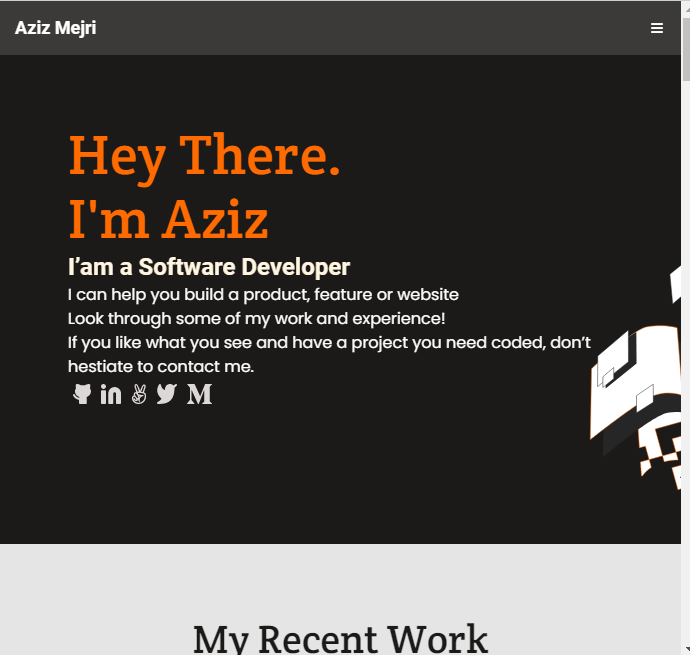 Aziz Mejri
Hey There.
I'm Aziz
I’am a Software Developer
I can help you build a product, feature or website
Look through some of my work and experience!
If you like what you see and have a project you need coded, don’t
hestiate to contact me.
My Recent Work